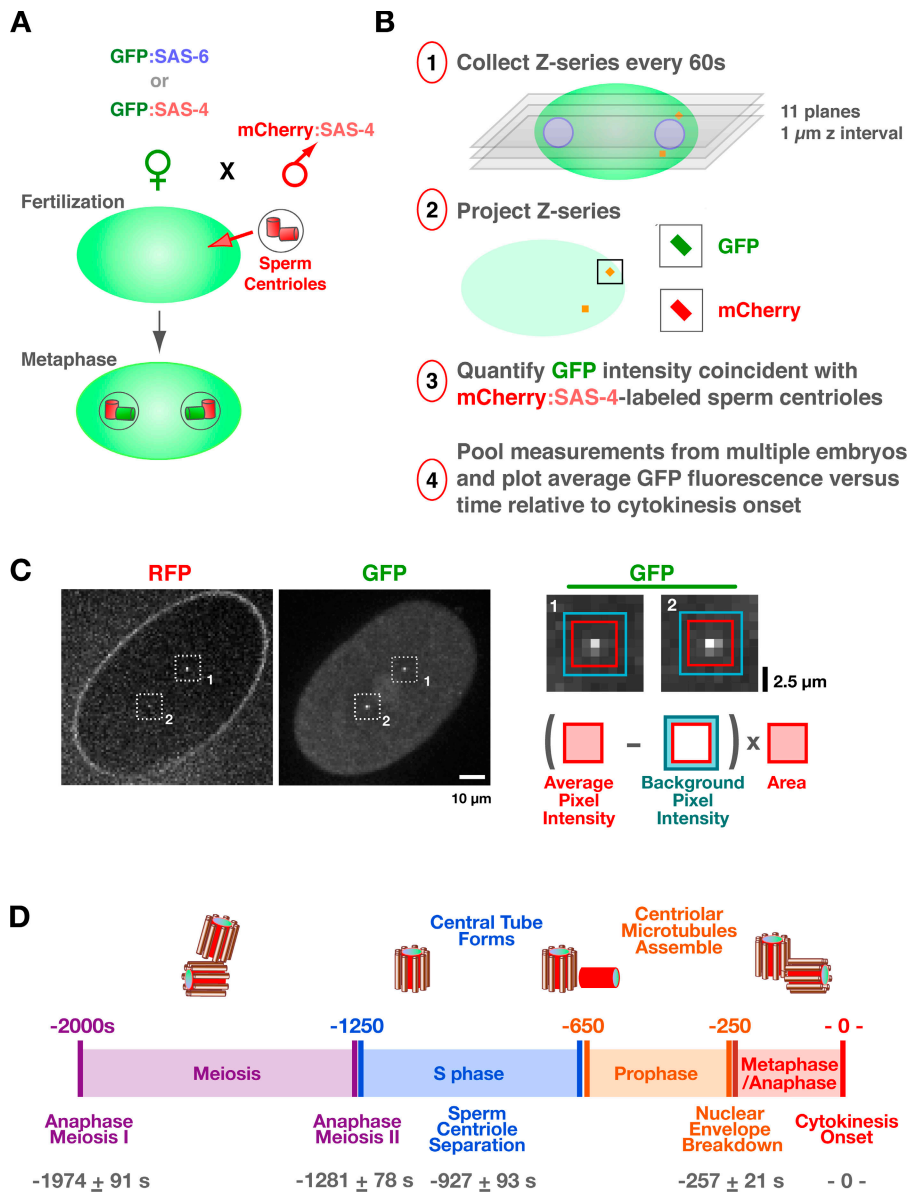 A
GFP:SAS-6
or
GFP:SAS-4
mCherry:SAS-4
♀ X ♂
Fertilization
Sperm
Centrioles
Metaphase
B
1 Collect Z-series every 60s
11 planes
1 µm z interval
2 Project Z-series
GFP
mCherry
3 Quantify GFP intensity coincident with
mCherry:SAS-4-labeled sperm centrioles
4 Pool measurements from multiple embryos
and plot average GFP fluorescence versus
time relative to cytokinesis onset
C
RFP
GFP
1
2
1
2
10 µm
GFP
1
2
2.5 µm
( – ) x
Average
Pixel
Intensity
Background
Pixel
Intensity
Area
D
Central Tube
Forms
Centriolar
Microtubules
Assemble
-2000s
-1250
-650
-250
- 0 -
Meiosis
S phase
Prophase
Metaphase
/Anaphase
Anaphase
Meiosis I
Anaphase
Meiosis II
Sperm
Centriole
Separation
Nuclear
Envelope
Breakdown
Cytokinesis
Onset
-1974 ± 91 s
-1281 ± 78 s
-927 ± 93 s
-257 ± 21 s
- 0 -